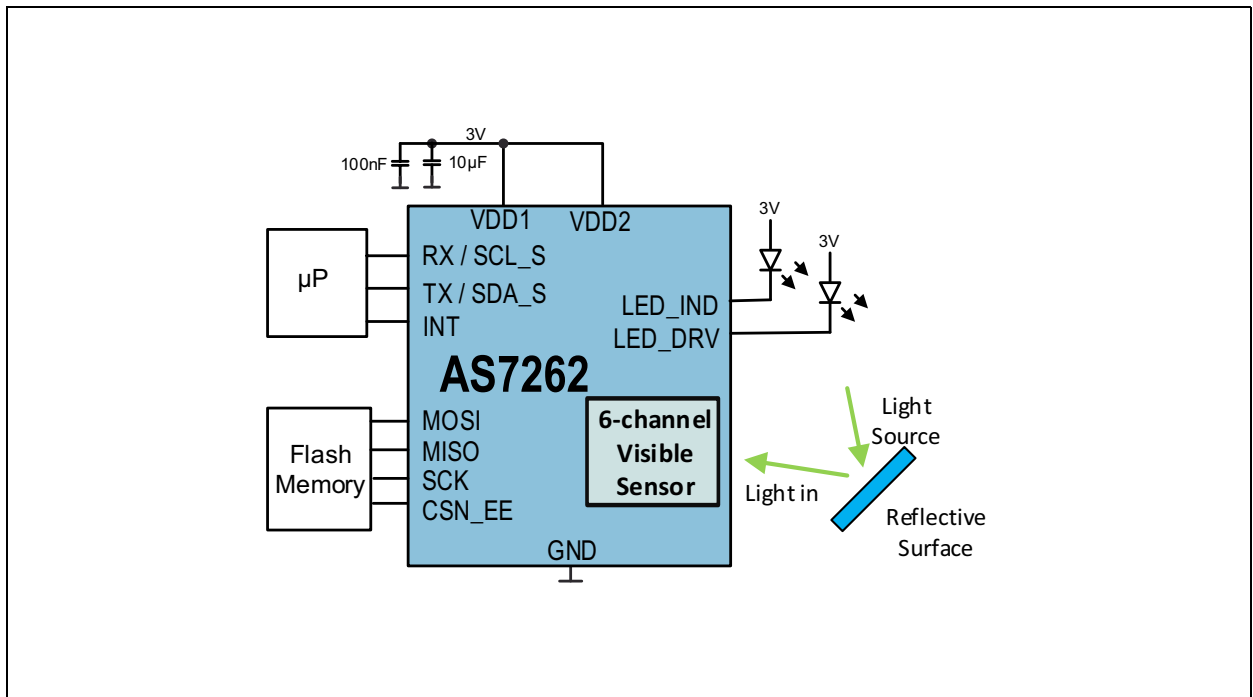 3V
100nF
10µF
VDD1
VDD2
3V
3V
µP
RX / SCL_S
TX / SDA_S
INT
LED_IND
LED_DRV
AS7262
Flash
Memory
MOSI
MISO
SCK
CSN_EE
6-channel
Visible
Sensor
Light
Source
Light in
Reflective
Surface
GND